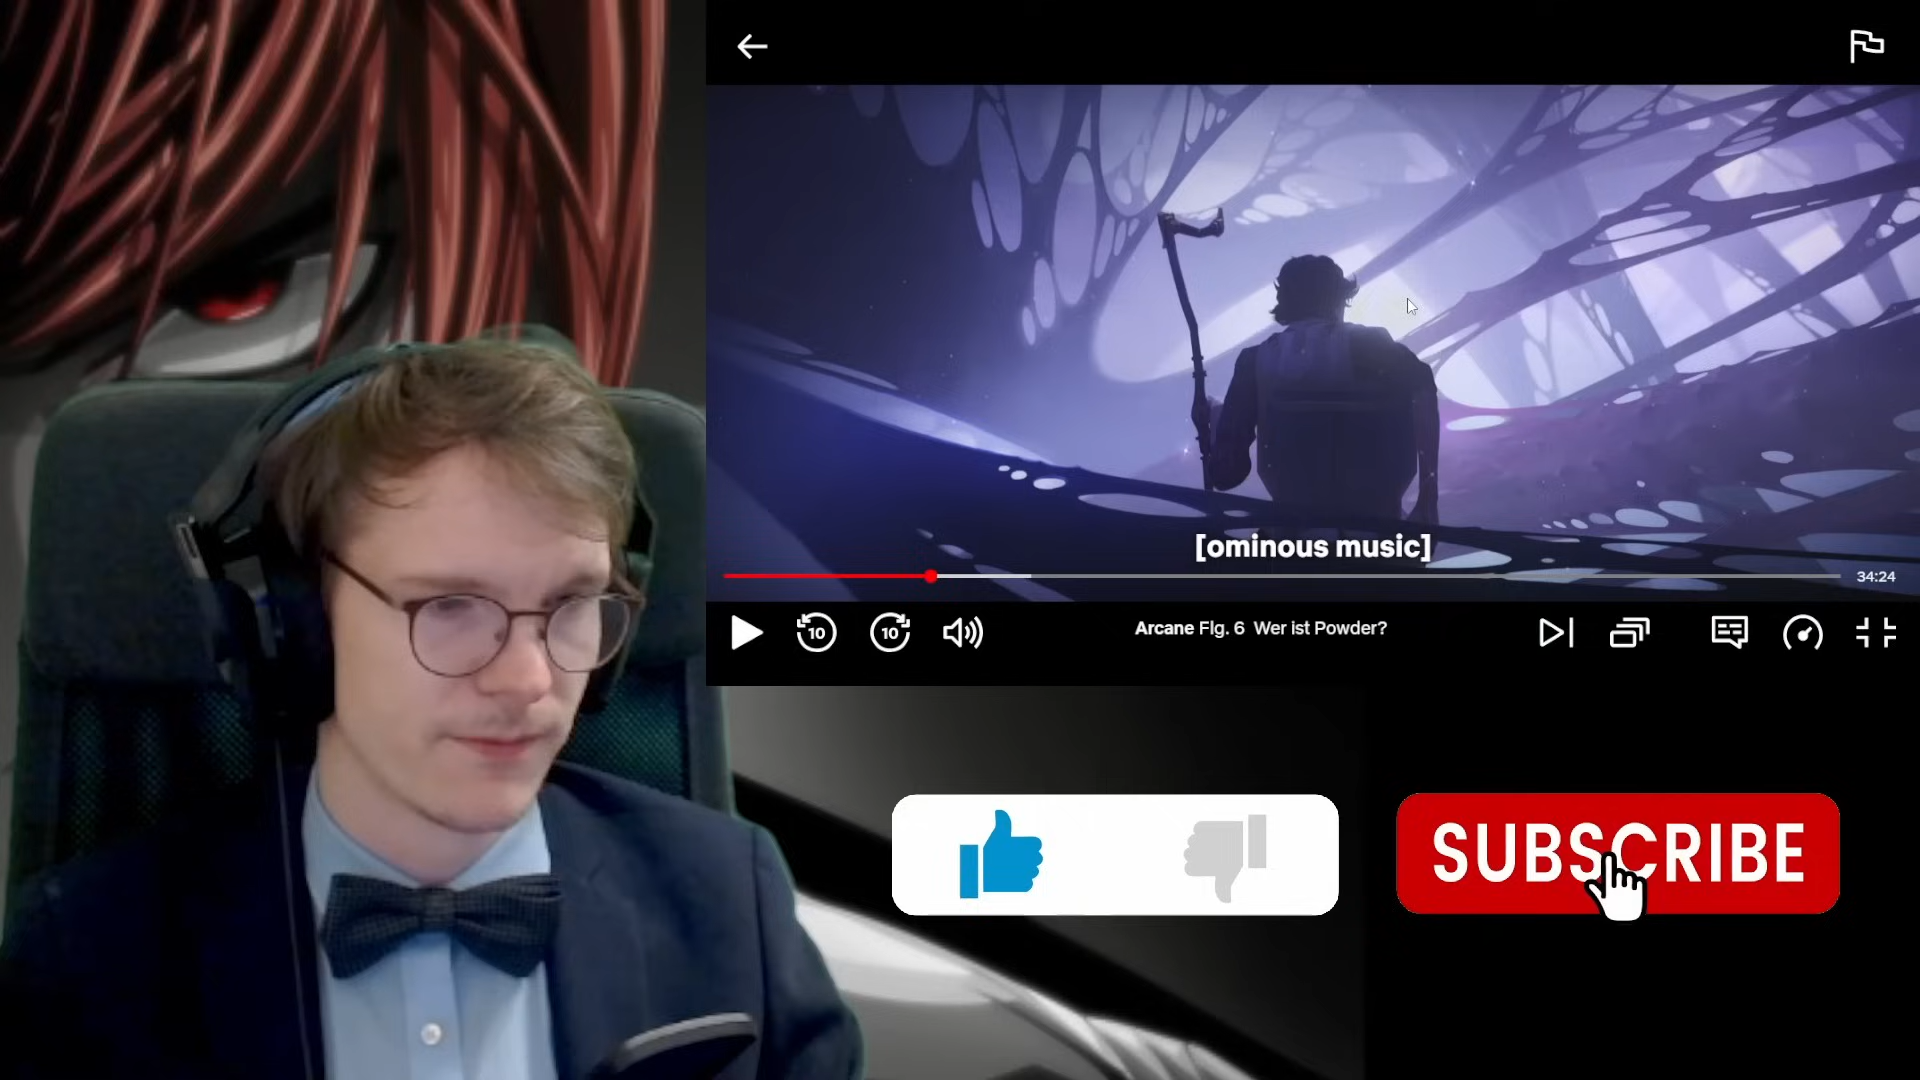 [ominous music]
34:24
10
10
Arcane Flg. 6 Wer ist Powder?
SUBSCRIBE